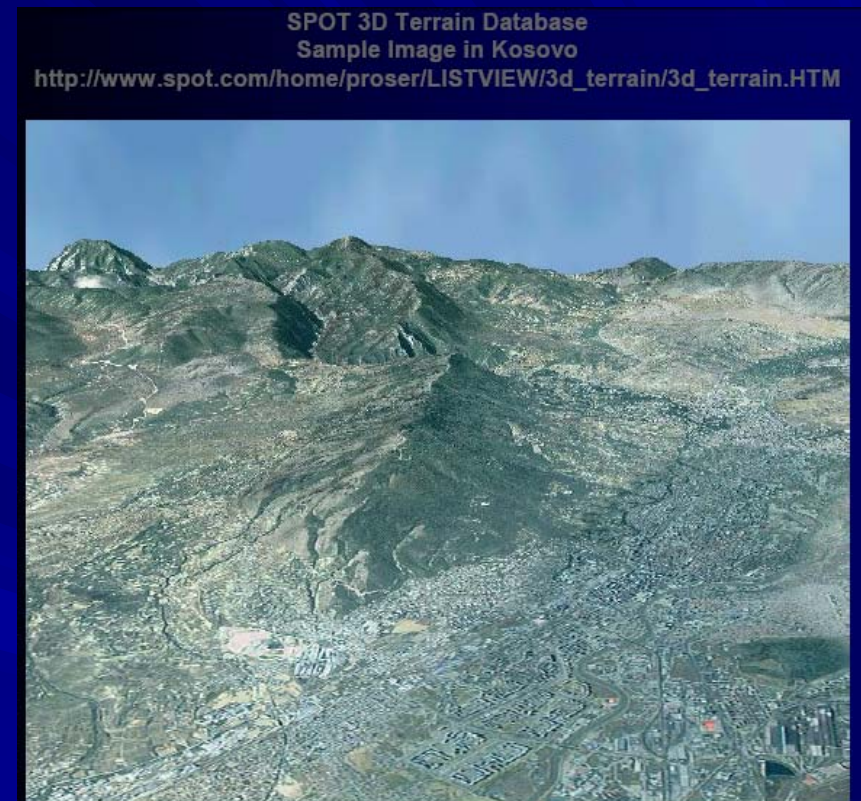 SPOT 3D Terrain Database
Sample Image in Kosovo
http://www.spot.com/home/proser/LISTVIEW/3d_terrain/3d_terrain.HTM